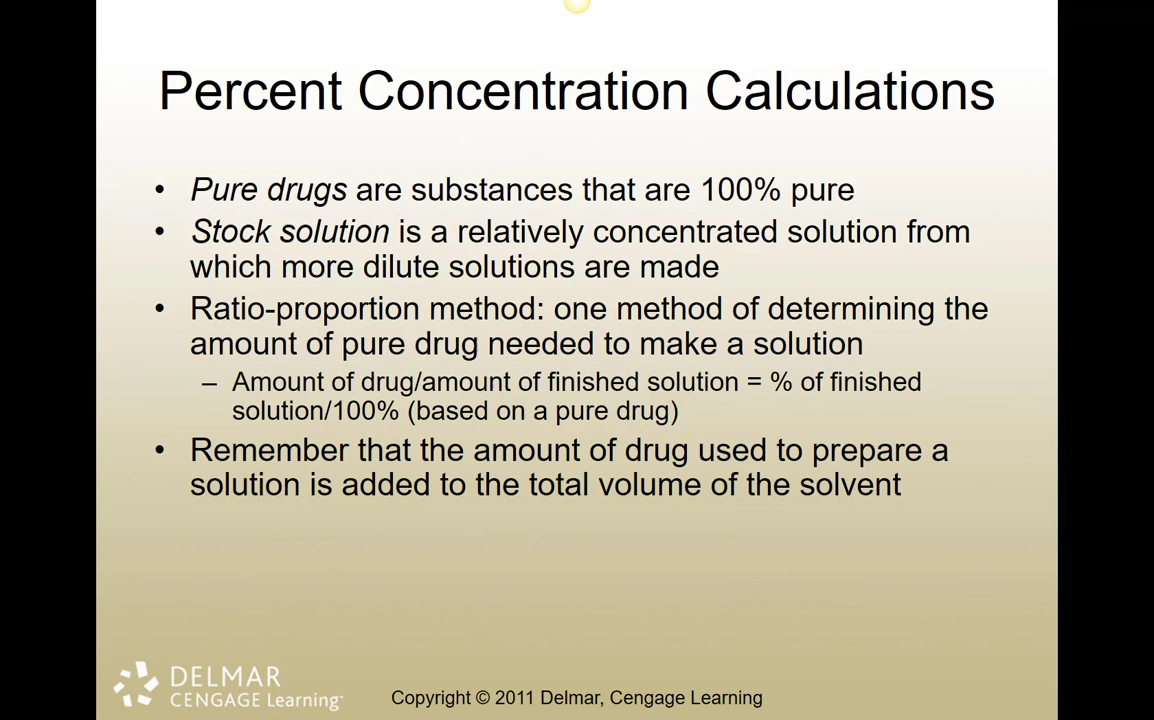 Percent Concentration Calculations
• Pure drugs are substances that are 100% pure
• Stock solution is a relatively concentrated solution from
which more dilute solutions are made
• Ratio-proportion method: one method of determining the
amount of pure drug needed to make a solution
– Amount of drug/amount of finished solution = % of finished
solution/100% (based on a pure drug)
• Remember that the amount of drug used to prepare a
solution is added to the total volume of the solvent
DELMAR
CENGAGE Learning™
Copyright © 2011 Delmar, Cengage Learning